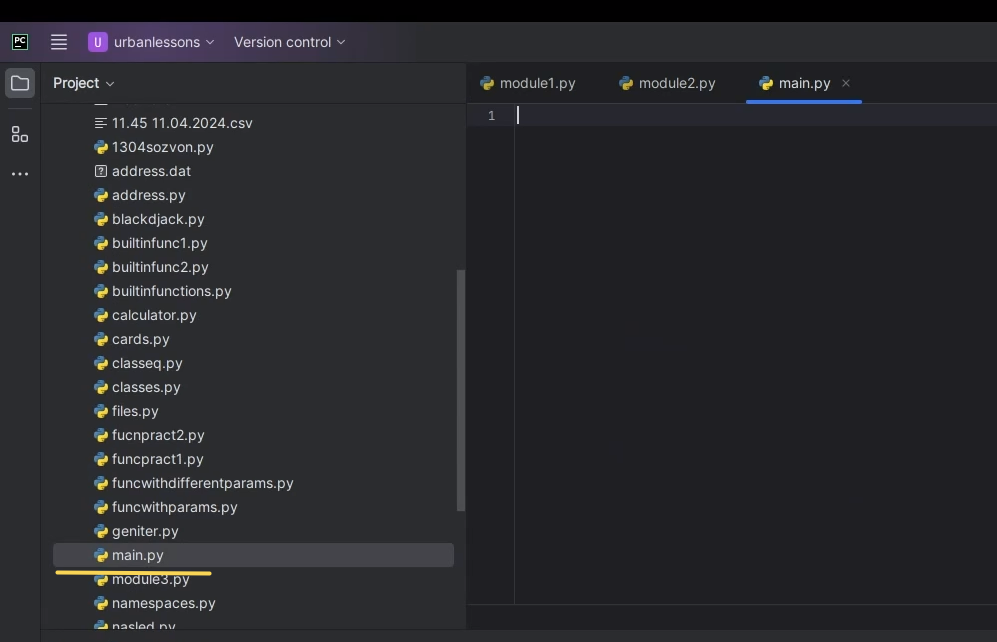 PC
U urbanlessons Version control
Project
module1.py module2.py main.py
1
11.45 11.04.2024.csv
1304sozvon.py
address.dat
address.py
blackdjack.py
builtinfunc1.py
builtinfunc2.py
builtinfunctions.py
calculator.py
cards.py
classeq.py
classes.py
files.py
fucnpract2.py
funcpract1.py
funcwithdifferentparams.py
funcwithparams.py
geniter.py
main.py
module3.py
namespaces.py
nasled.py